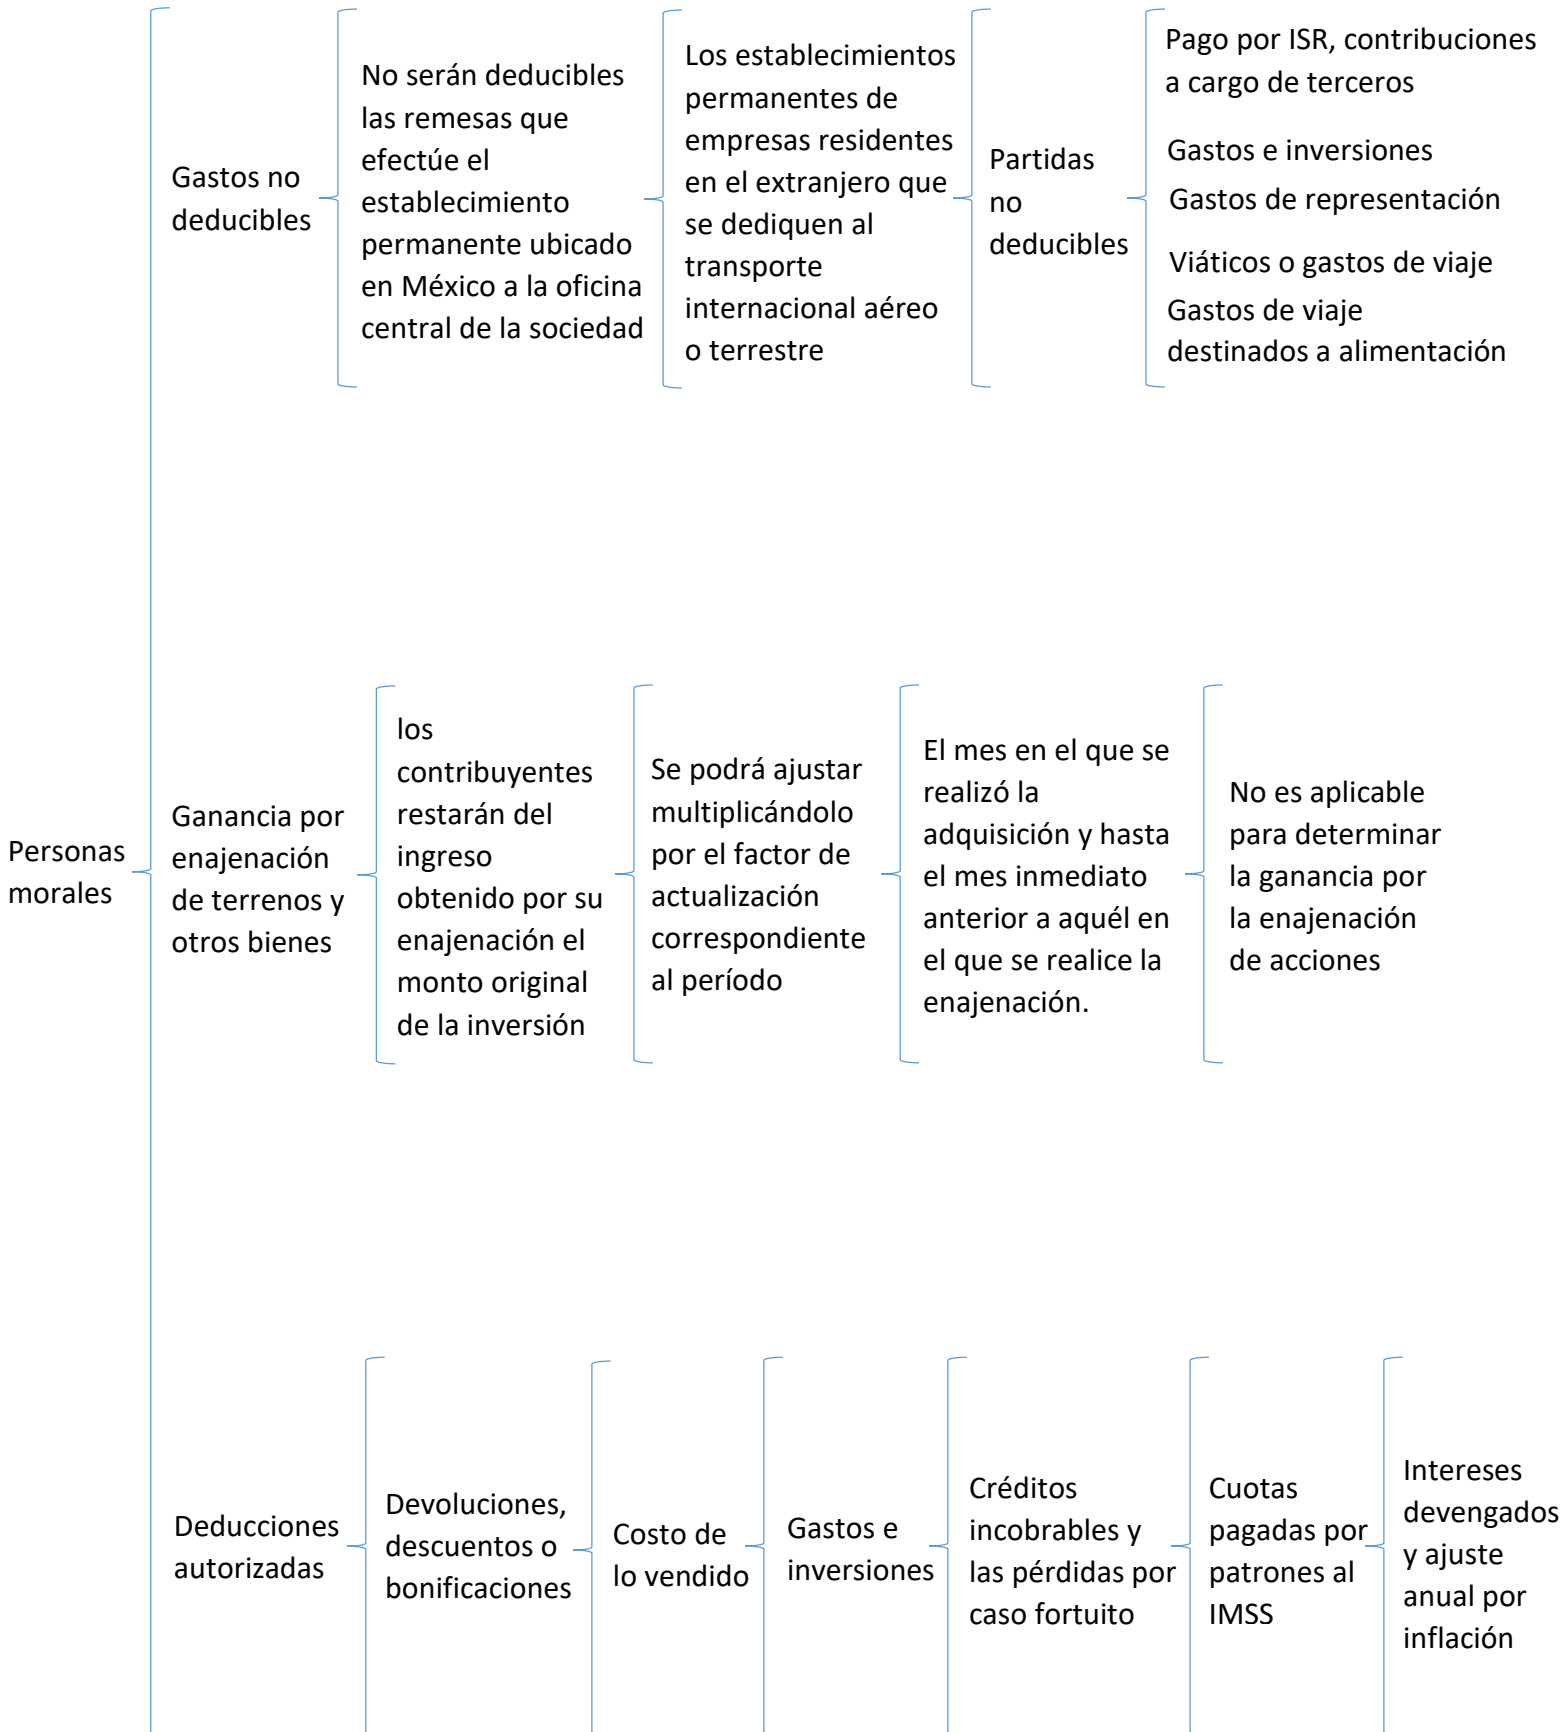 Personas
morales
Gastos no
deducibles
No serán deducibles
las remesas que
efectúe el
establecimiento
permanente ubicado
en México a la oficina
central de la sociedad
Los establecimientos
permanentes de
empresas residentes
en el extranjero que
se dediquen al
transporte
internacional aéreo
o terrestre
Partidas
no
deducibles
Pago por ISR, contribuciones
a cargo de terceros
Gastos e inversiones
Gastos de representación
Viáticos o gastos de viaje
Gastos de viaje
destinados a alimentación
Ganancia por
enajenación
de terrenos y
otros bienes
los
contribuyentes
restarán del
ingreso
obtenido por su
enajenación el
monto original
de la inversión
Se podrá ajustar
multiplicándolo
por el factor de
actualización
correspondiente
al período
El mes en el que se
realizó la
adquisición y hasta
el mes inmediato
anterior a aquél en
el que se realice la
enajenación.
No es aplicable
para determinar
la ganancia por
la enajenación
de acciones
Deducciones
autorizadas
Devoluciones,
descuentos o
bonificaciones
Costo de
lo vendido
Gastos e
inversiones
Créditos
incobrables y
las pérdidas por
caso fortuito
Cuotas
pagadas por
patrones al
IMSS
Intereses
devengados
y ajuste
anual por
inflación